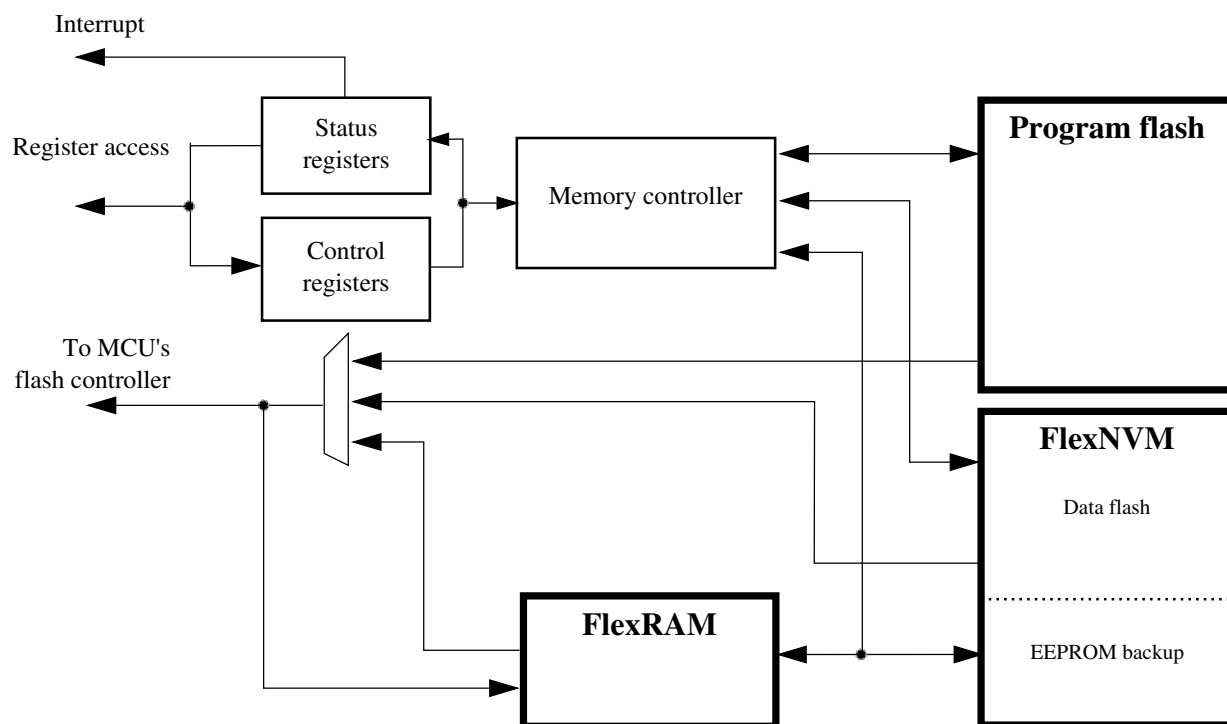 Interrupt
Register access
Status
registers
Control
registers
Memory controller
Program flash
To MCU's
flash controller
FlexNVM
Data flash
EEPROM backup
FlexRAM